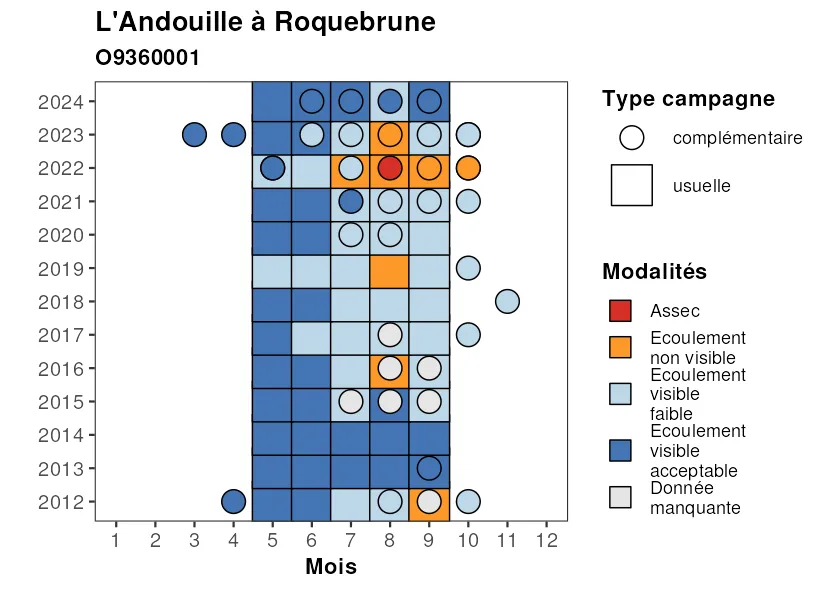 L'Andouille à Roquebrune
O9360001
2024
2023
2022
2021
2020
2019
2018
2017
2016
2015
2014
2013
2012
1 2 3 4 5 6 7 8 9 10 11 12
Mois
Type campagne
complémentaire
usuelle
Modalités
Assec
Ecoulement
non visible
Ecoulement
visible
faible
Ecoulement
visible
acceptable
Donnée
manquante